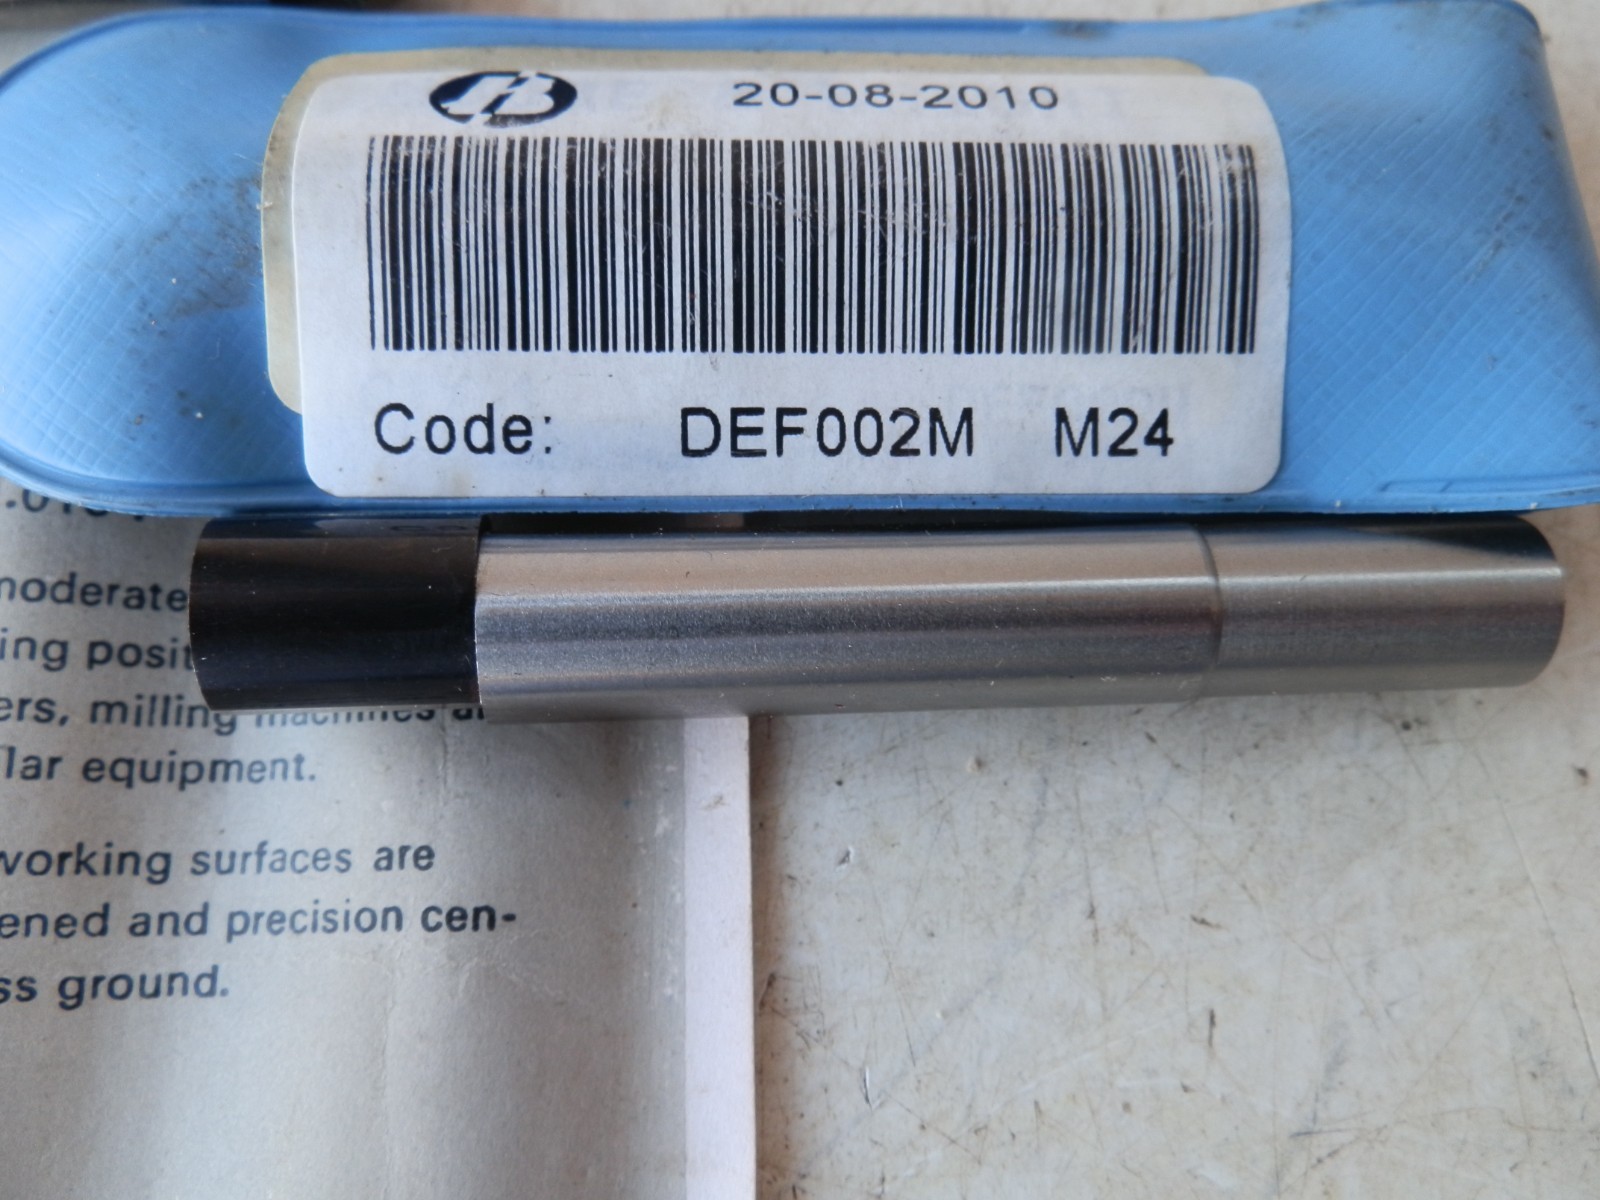 20-08-2010
Code: DEF002M M24
moderate
ing posit
ers, milling machines a
lar equipment.
working surfaces are
ened and precision cen-
ss ground.